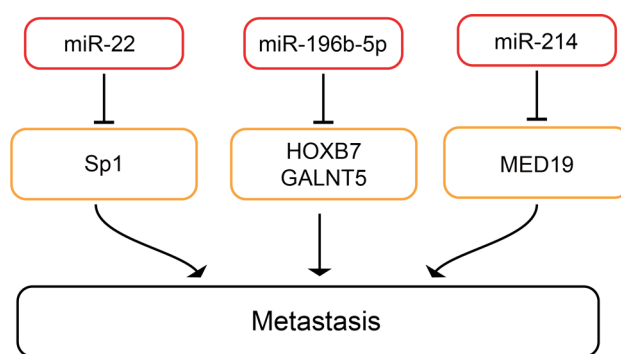 miR-22
miR-196b-5p
miR-214
Sp1
HOXB7
GALNT5
MED19
Metastasis